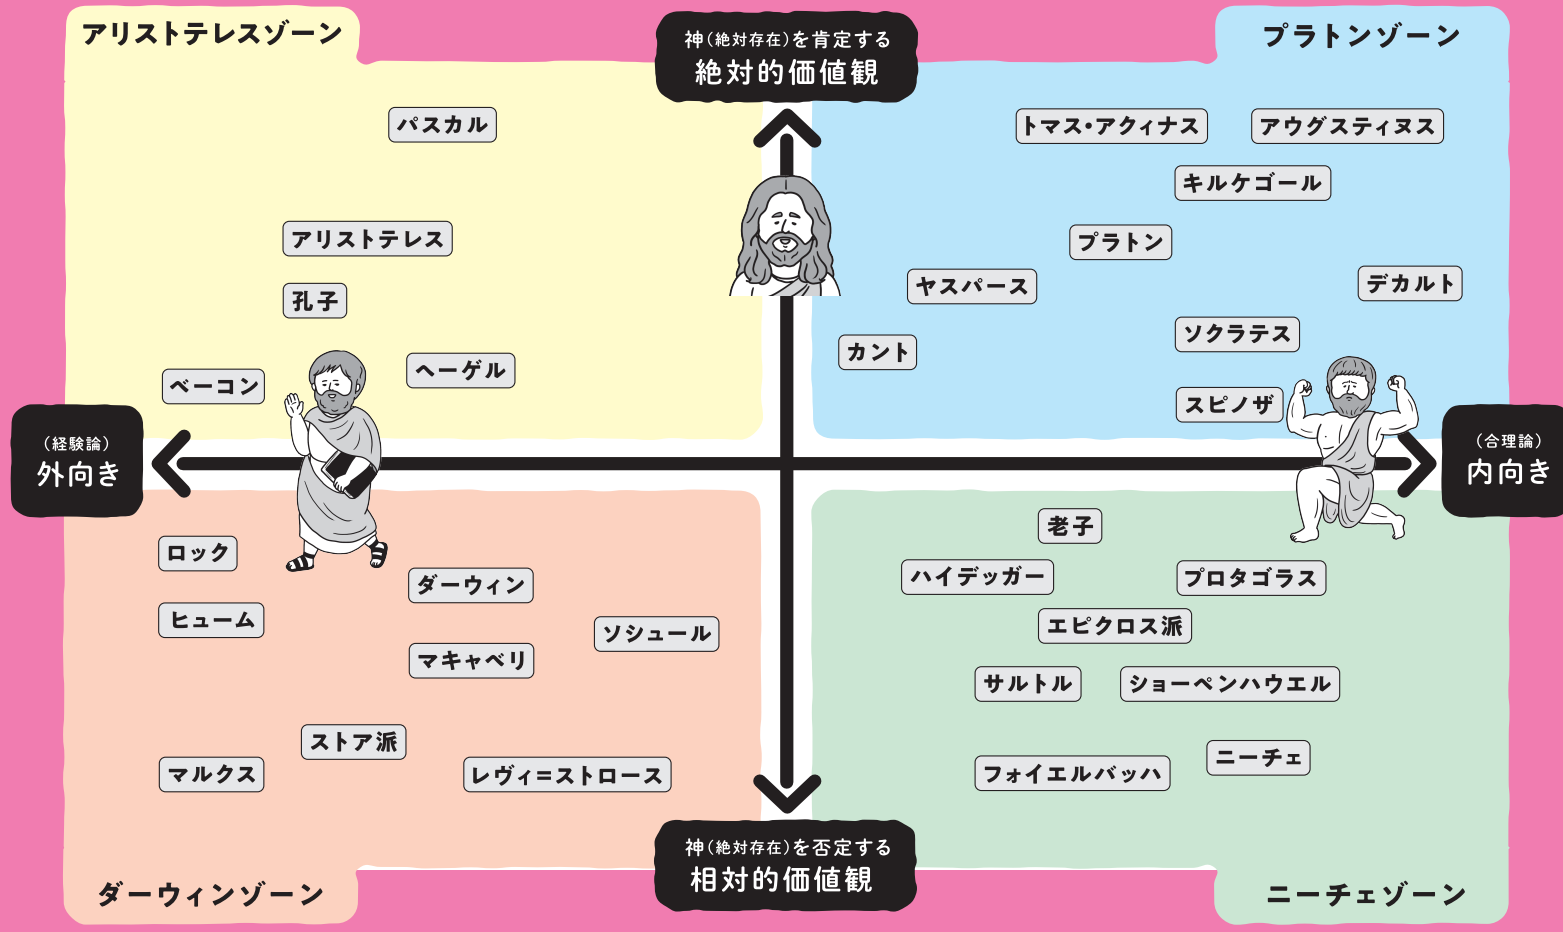 アリストテレスゾーン
神(絶対存在)を肯定する
絶対的価値観
プラトンゾーン
パスカル
アリストテレス
孔子
ベーコン
ヘーゲル
トマス・アクィナス
アウグスティヌス
キルケゴール
プラトン
ヤスパース
デカルト
ソクラテス
カント
スピノザ
(経験論)
外向き
(合理論)
内向き
ロック
ダーウィン
ヒューム
ソシュール
マキャベリ
ストア派
マルクス
レヴィ=ストロース
老子
ハイデッガー
プロタゴラス
エピクロス派
サルトル
ショーペンハウエル
ニーチェ
フォイエルバッハ
ダーウィンゾーン
神(絶対存在)を否定する
相対的価値観
ニーチェゾーン